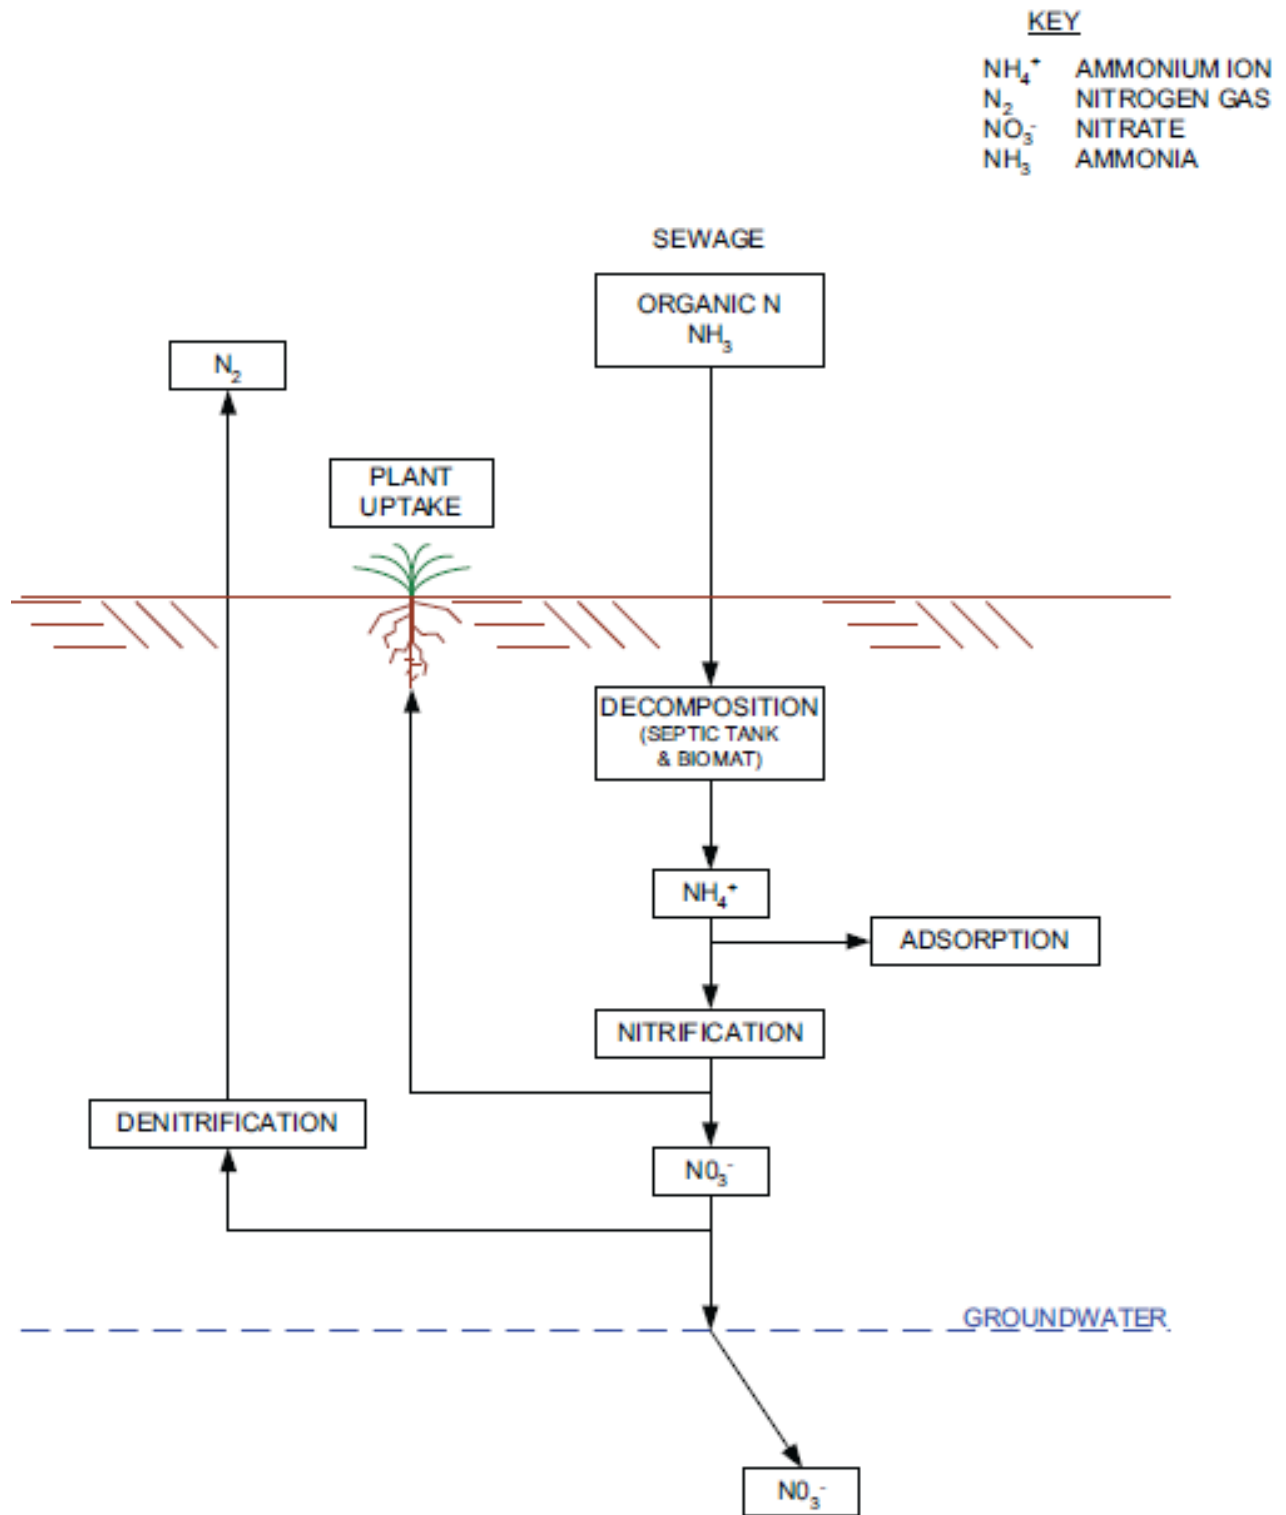 KEY
NH₄⁺ AMMONIUM ION
N₂ NITROGEN GAS
NO₃⁻ NITRATE
NH₃ AMMONIA
SEWAGE
ORGANIC N
NH₃
N₂
PLANT
UPTAKE
DECOMPOSITION
(SEPTIC TANK
& BIOMAT)
NH₄⁺
ADSORPTION
NITRIFICATION
DENITRIFICATION
N0₃⁻
GROUNDWATER
N0₃⁻